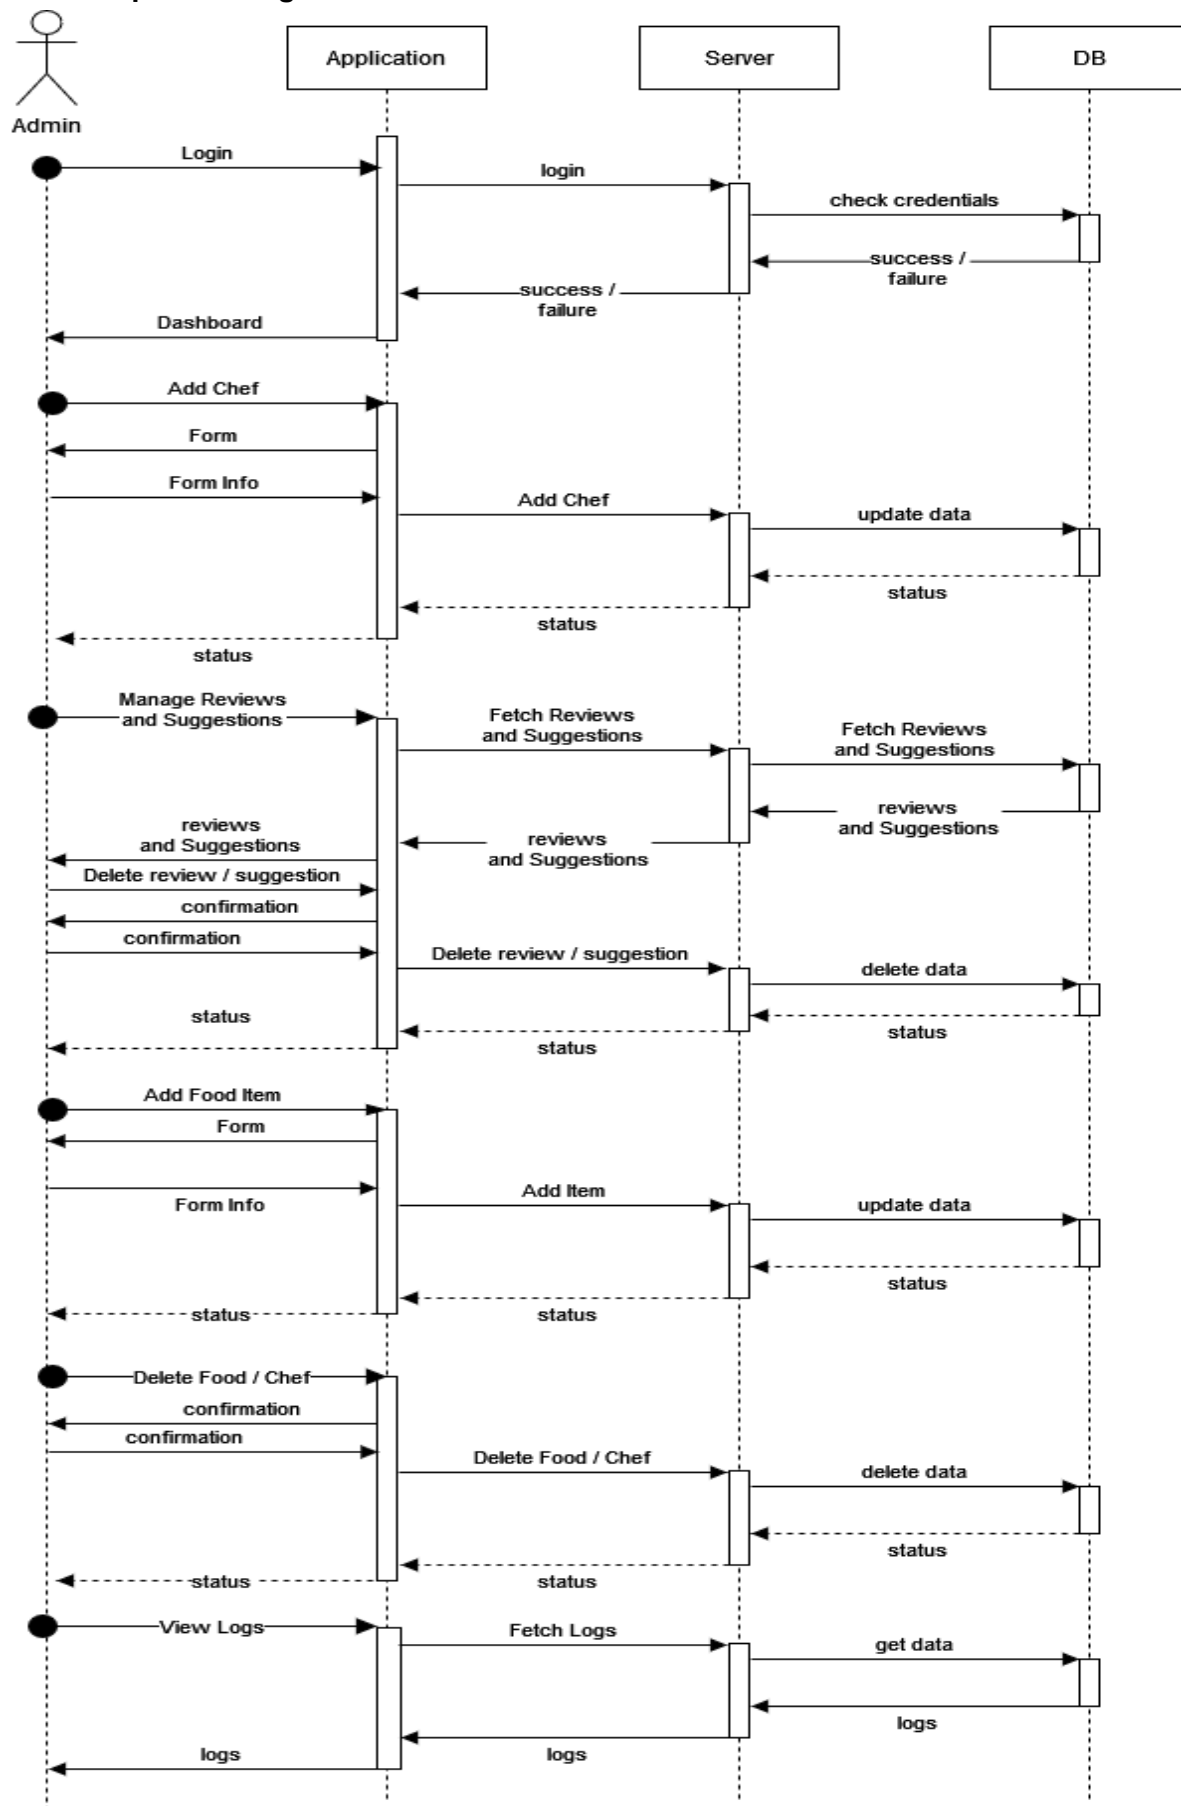 Application
Server
DB
Admin
Login
login
check credentials
success /
failure
success /
failure
Dashboard
Add Chef
Form
Form Info
Add Chef
update data
status
status
status
Manage Reviews
and Suggestions
Fetch Reviews
and Suggestions
Fetch Reviews
and Suggestions
reviews
and Suggestions
reviews
and Suggestions
reviews
and Suggestions
Delete review / suggestion
confirmation
confirmation
Delete review / suggestion
delete data
status
status
status
Add Food Item
Form
Form Info
Add Item
update data
status
status
status
Delete Food / Chef
confirmation
confirmation
Delete Food / Chef
delete data
status
status
status
View Logs
Fetch Logs
get data
logs
logs
logs